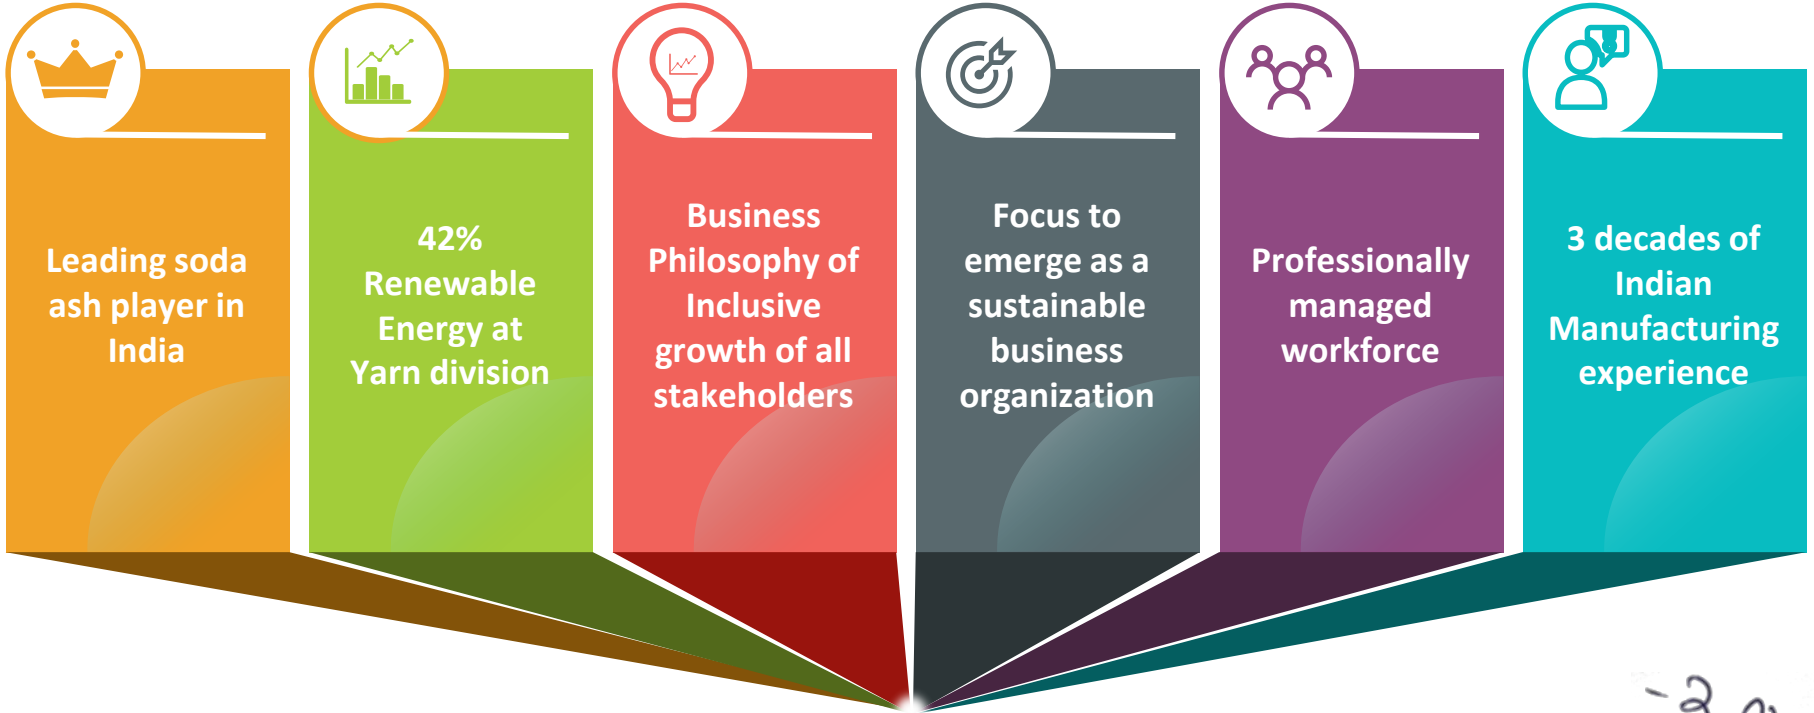 Leading soda
ash player in
India
42%
Renewable
Energy at
Yarn division
Business
Philosophy of
Inclusive
growth of all
stakeholders
Focus to
emerge as a
sustainable
business
organization
Professionally
managed
workforce
3 decades of
Indian
Manufacturing
experience